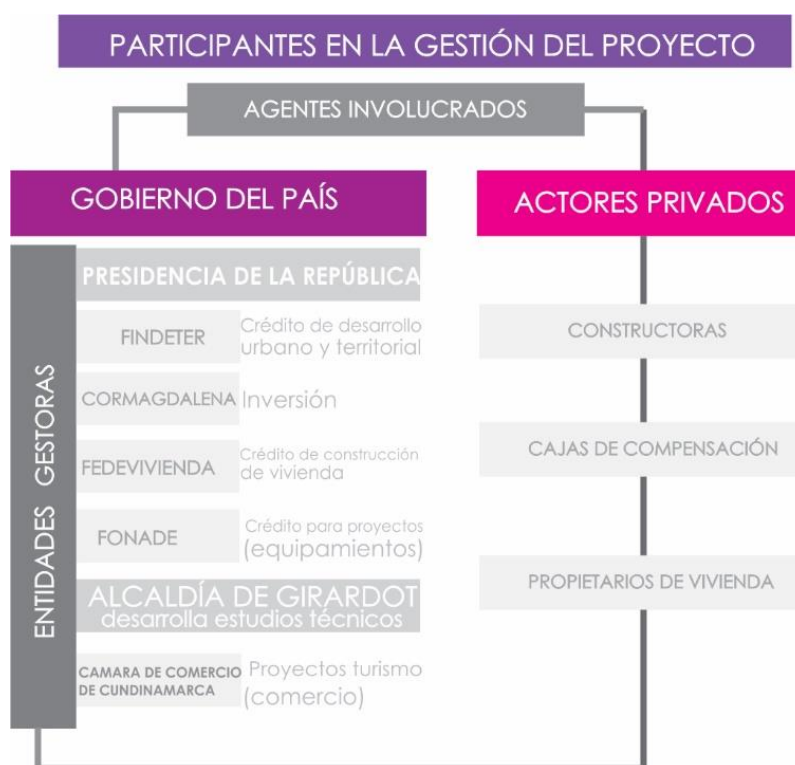 PARTICIPANTES EN LA GESTIÓN DEL PROYECTO
AGENTES INVOLUCRADOS
GOBIERNO DEL PAÍS
ENTIDADES GESTORAS
PRESIDENCIA DE LA REPÚBLICA
FINDETER
Crédito de desarrollo
urbano y territorial
CORMAGDALENA
Inversión
FEDEVIVIENDA
Crédito de construcción
de vivienda
FONADE
Crédito para proyectos
(equipamientos)
ALCALDÍA DE GIRARDOT
desarrolla estudios técnicos
CAMARA DE COMERCIO
DE CUNDINAMARCA
Proyectos turismo
(comercio)
ACTORES PRIVADOS
CONSTRUCTORAS
CAJAS DE COMPENSACIÓN
PROPIETARIOS DE VIVIENDA